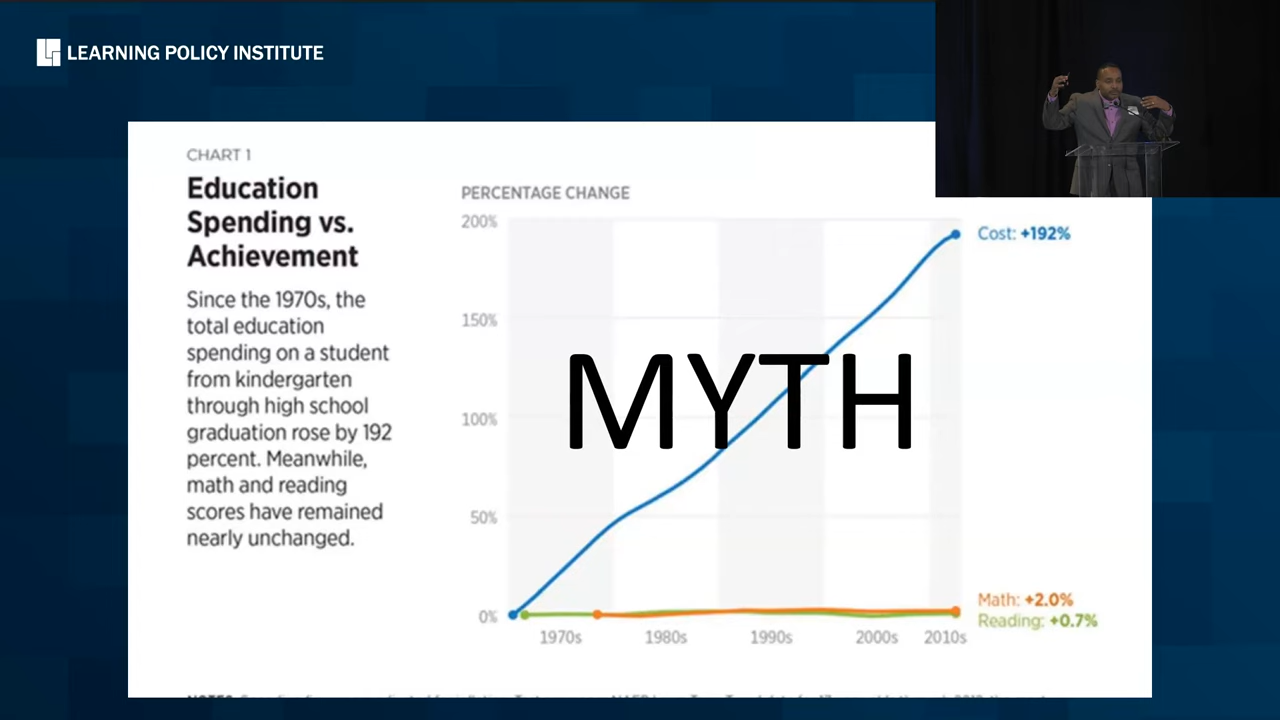 LEARNING POLICY INSTITUTE
CHART 1
Education
Spending vs.
Achievement
Since the 1970s, the
total education
spending on a student
from kindergarten
through high school
graduation rose by 192
percent. Meanwhile,
math and reading
scores have remained
nearly unchanged.
PERCENTAGE CHANGE
200%
150%
100%
50%
0%
MYTH
Cost: +192%
Math: +2.0%
Reading: +0.7%
1970s 1980s 1990s 2000s 2010s